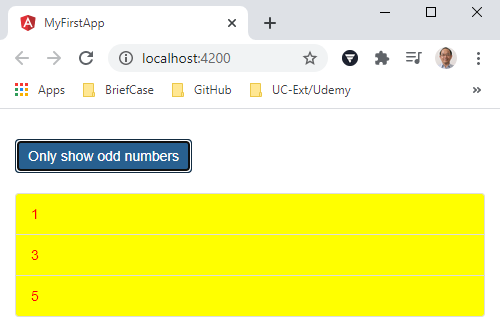 MyFirstApp
localhost:4200
Apps BriefCase GitHub UC-Ext/Udemy
Only show odd numbers
1
3
5